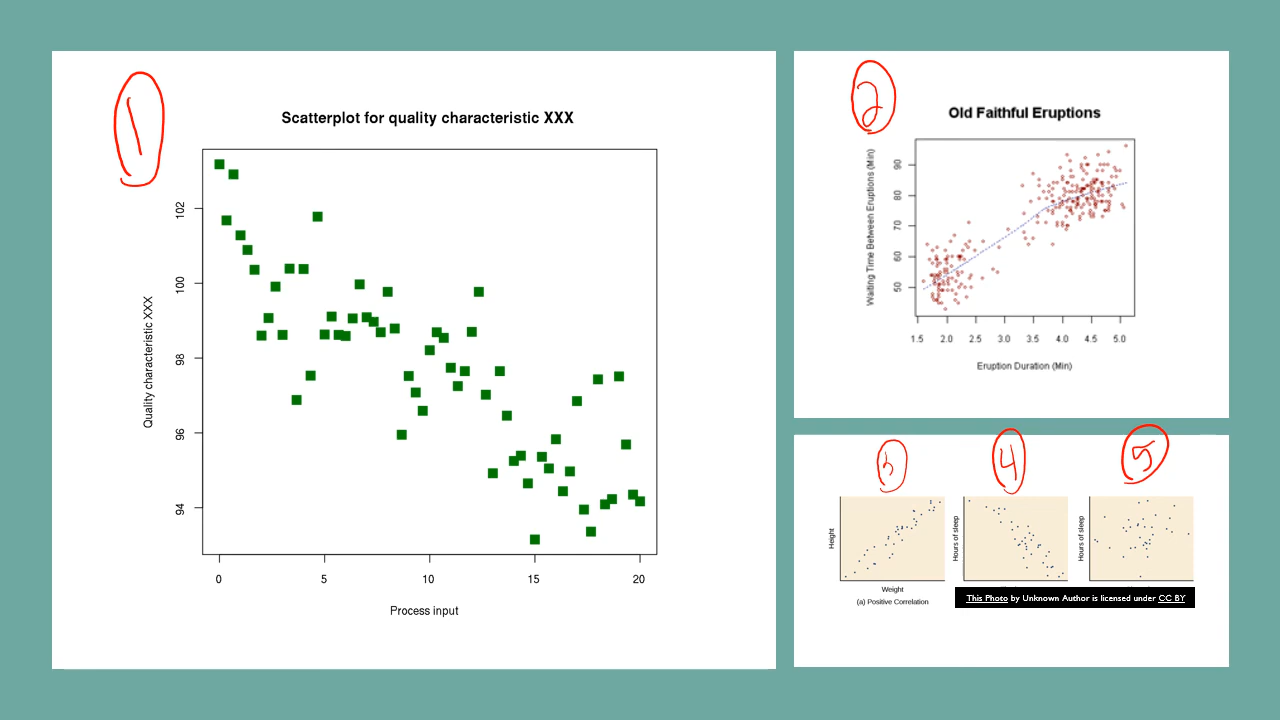 1
Scatterplot for quality characteristic XXX
Quality characteristic XXX
102
100
98
96
94
0 5 10 15 20
Process input
2
Old Faithful Eruptions
Waiting Time Between Eruptions (Min)
90
80
70
60
50
1.5 2.0 2.5 3.0 3.5 4.0 4.5 5.0
Eruption Duration (Min)
3 4 5
Height
Hours of sleep
Hours of sleep
Weight
(a) Positive Correlation
This Photo by Unknown Author is licensed under CC BY